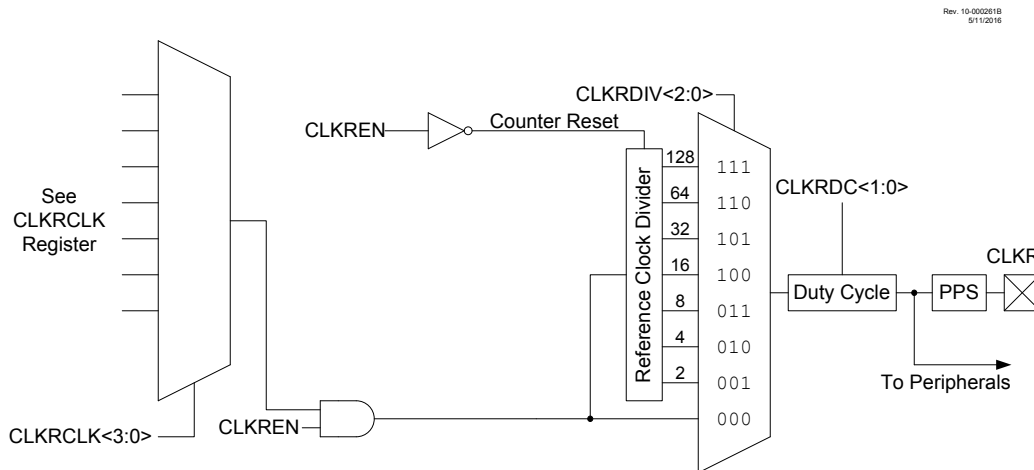 Rev. 10-000261B
5/11/2016
CLKRDIV<2:0>
CLKREN
Counter Reset
Reference Clock Divider
128
111
64
110
32
101
16
100
8
011
4
010
2
001
000
See
CLKRCLK
Register
CLKRDC<1:0>
CLKR
Duty Cycle
PPS
To Peripherals
CLKREN
CLKRCLK<3:0>